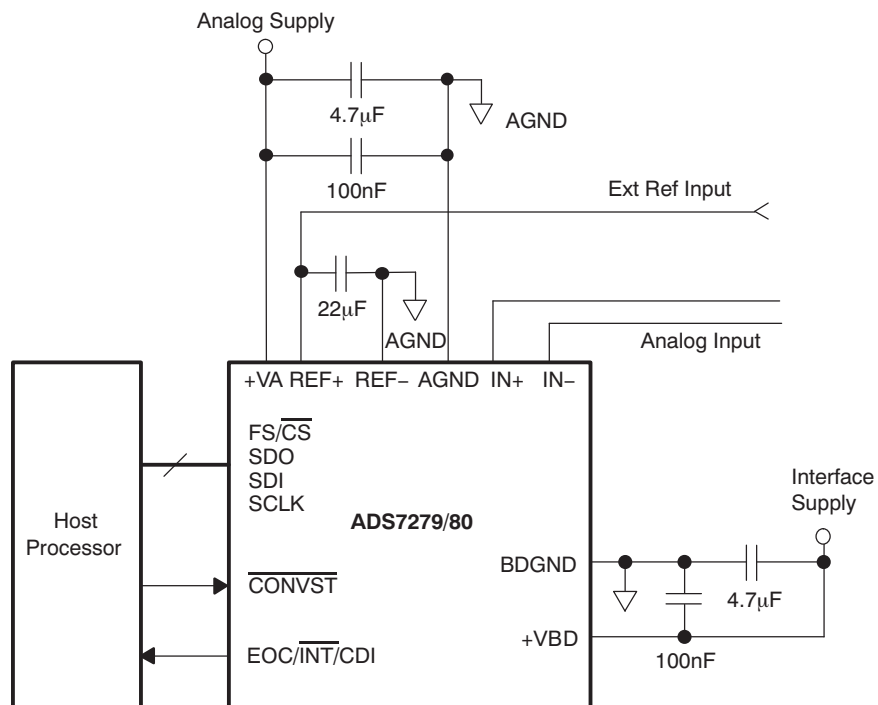 Analog Supply
4.7μF
AGND
100nF
Ext Ref Input
22μF
AGND
Analog Input
+VA REF+ REF− AGND IN+ IN−
FS/CS
SDO
SDI
SCLK
ADS7279/80
Host
Processor
Interface
Supply
BDGND
CONVST
4.7μF
+VBD
EOC/INT/CDI
100nF